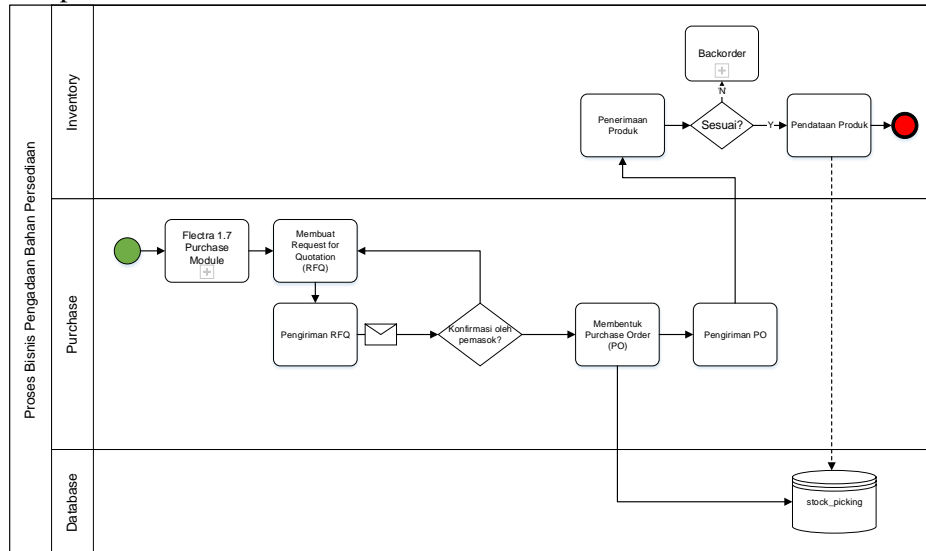 Proses Bisnis Pengadaan Bahan Persediaan
Inventory
Backorder
N
Penerimaan
Produk
Sesuai?
Y
Pendataan Produk
Purchase
Flectra 1.7
Purchase
Module
Membuat
Request for
Quotation
(RFQ)
Pengiriman RFQ
Konfirmasi oleh
pemasok?
Membentuk
Purchase Order
(PO)
Pengiriman PO
Database
stock_picking